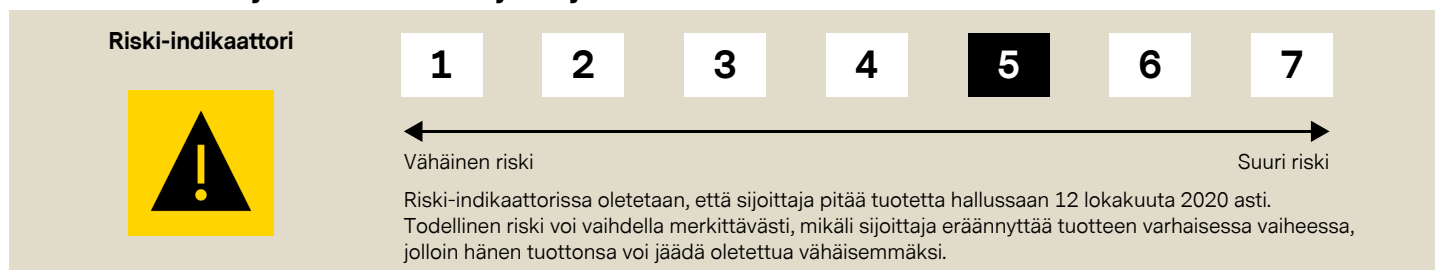 Riski-indikaattori
1 2 3 4 5 6 7
Vähäinen riski Suuri riski
Riski-indikaattorissa oletetaan, että sijoittaja pitää tuotetta hallussaan 12 lokakuuta 2020 asti.
Todellinen riski voi vaihdella merkittävästi, mikäli sijoittaja eräännyttää tuotteen varhaisessa vaiheessa,
jolloin hänen tuottonsa voi jäädä oletettua vähäisemmäksi.